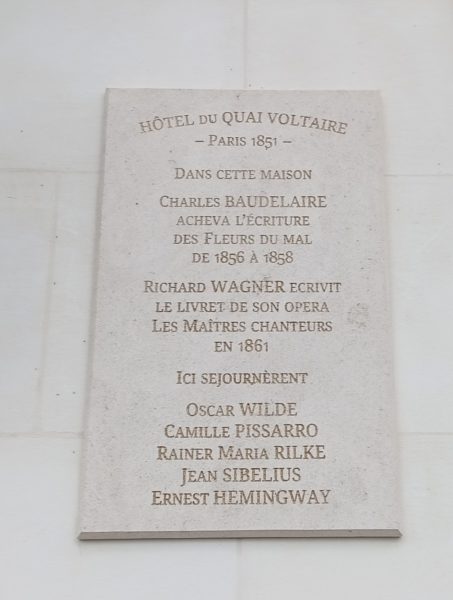 HÔTEL DU QUAI VOLTAIRE
– PARIS 1851 –
DANS CETTE MAISON
CHARLES BAUDELAIRE
ACHEVA L'ÉCRITURE
DES FLEURS DU MAL
DE 1856 À 1858
RICHARD WAGNER ECRIVIT
LE LIVRET DE SON OPERA
LES MAÎTRES CHANTEURS
EN 1861
ICI SEJOURNÈRENT
OSCAR WILDE
CAMILLE PISSARRO
RAINER MARIA RILKE
JEAN SIBELIUS
ERNEST HEMINGWAY